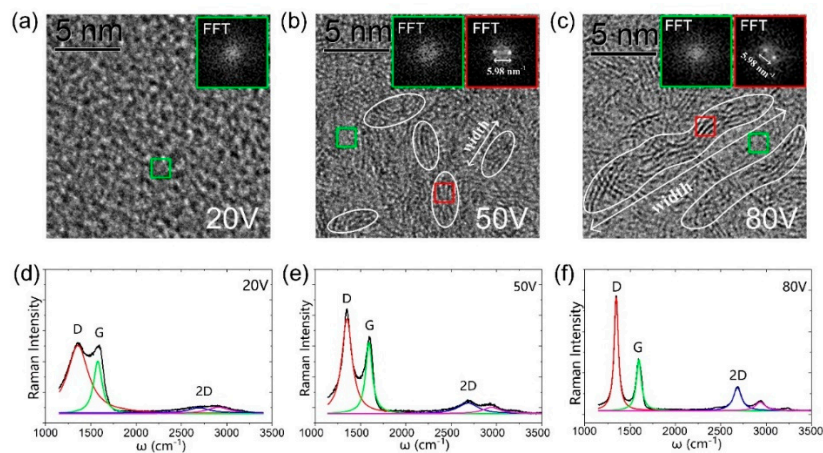 (a)
5 nm
FFT
20V
(b)
5 nm
FFT
FFT
5.98 nm⁻¹
width
50V
(c)
5 nm
FFT
FFT
5.98 nm⁻¹
width
80V
(d)
Raman Intensity
20V
D
G
2D
1000 1500 2000 2500 3000 3500
ω (cm⁻¹)
(e)
Raman Intensity
50V
D
G
2D
1000 1500 2000 2500 3000 3500
ω (cm⁻¹)
(f)
Raman Intensity
80V
D
G
2D
1000 1500 2000 2500 3000 3500
ω (cm⁻¹)